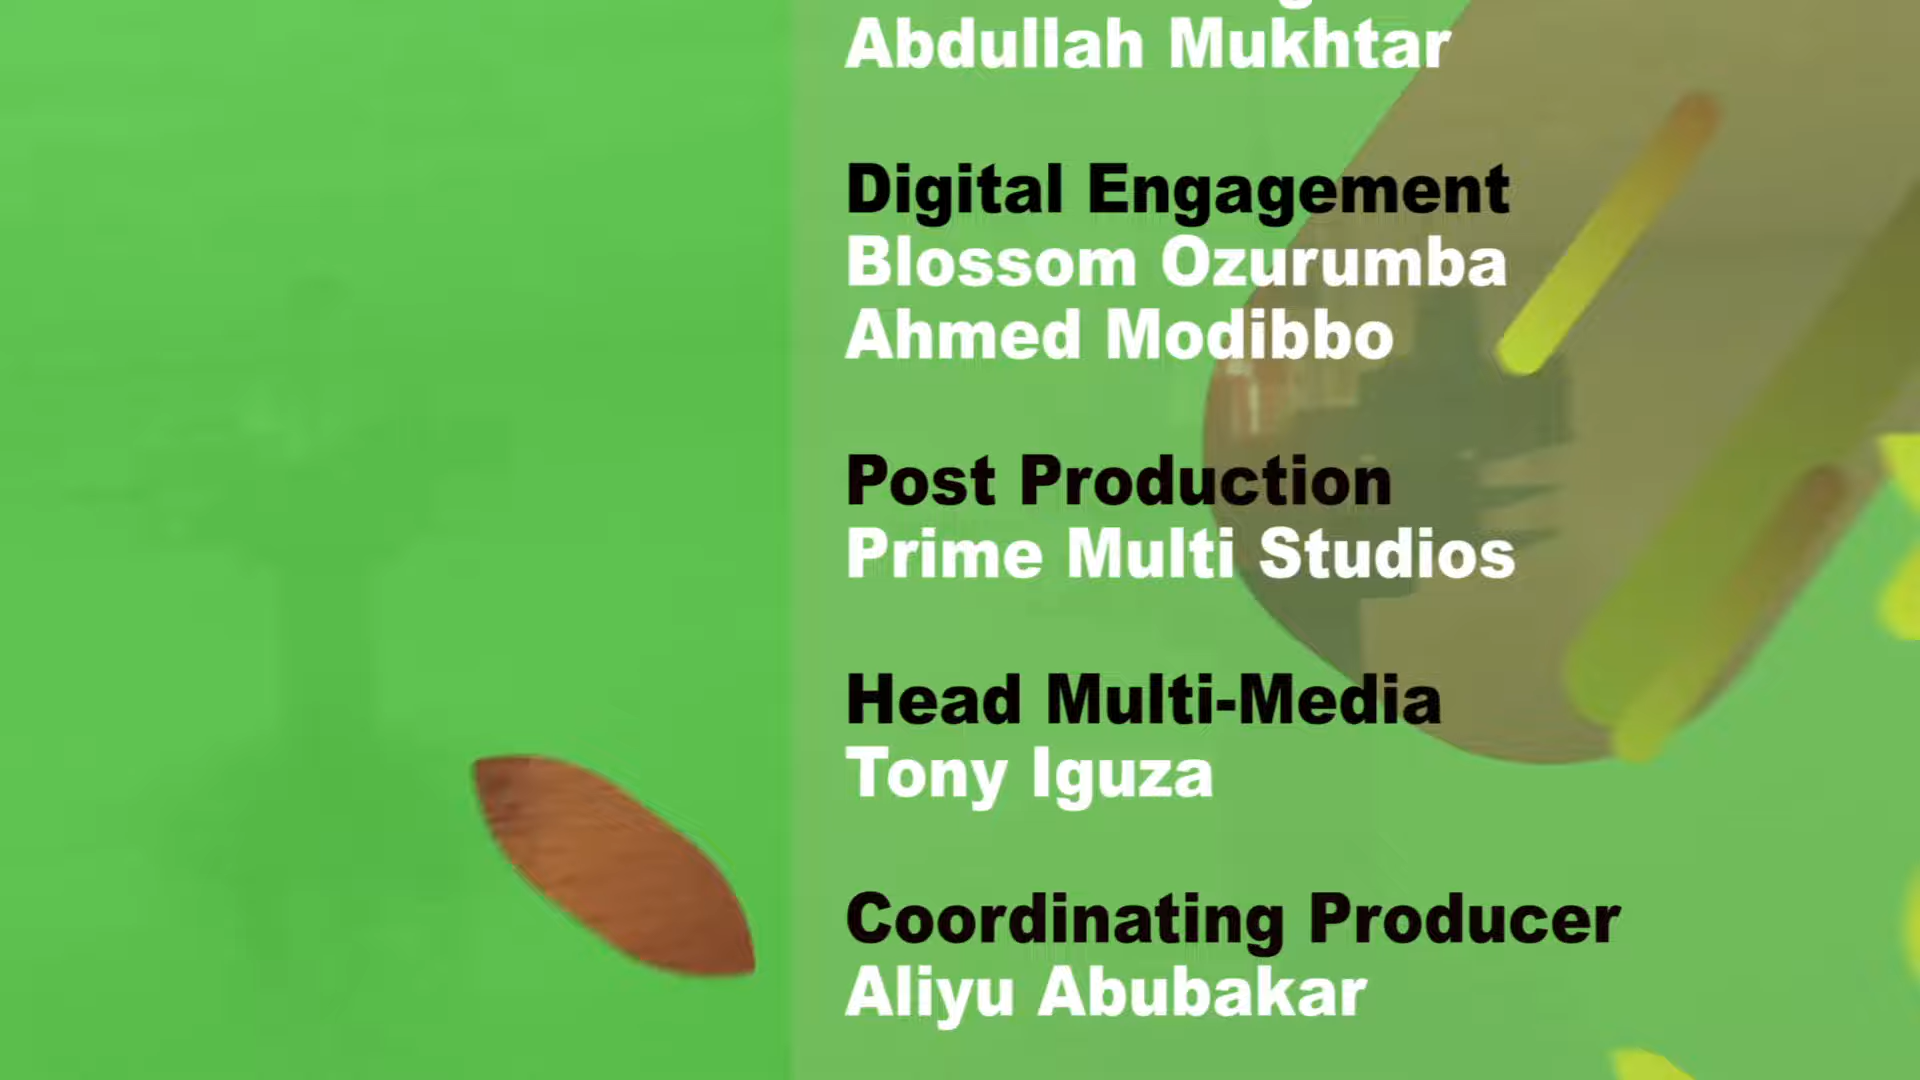 Abdullah Mukhtar
Digital Engagement
Blossom Ozurumba
Ahmed Modibbo
Post Production
Prime Multi Studios
Head Multi-Media
Tony Iguza
Coordinating Producer
Aliyu Abubakar